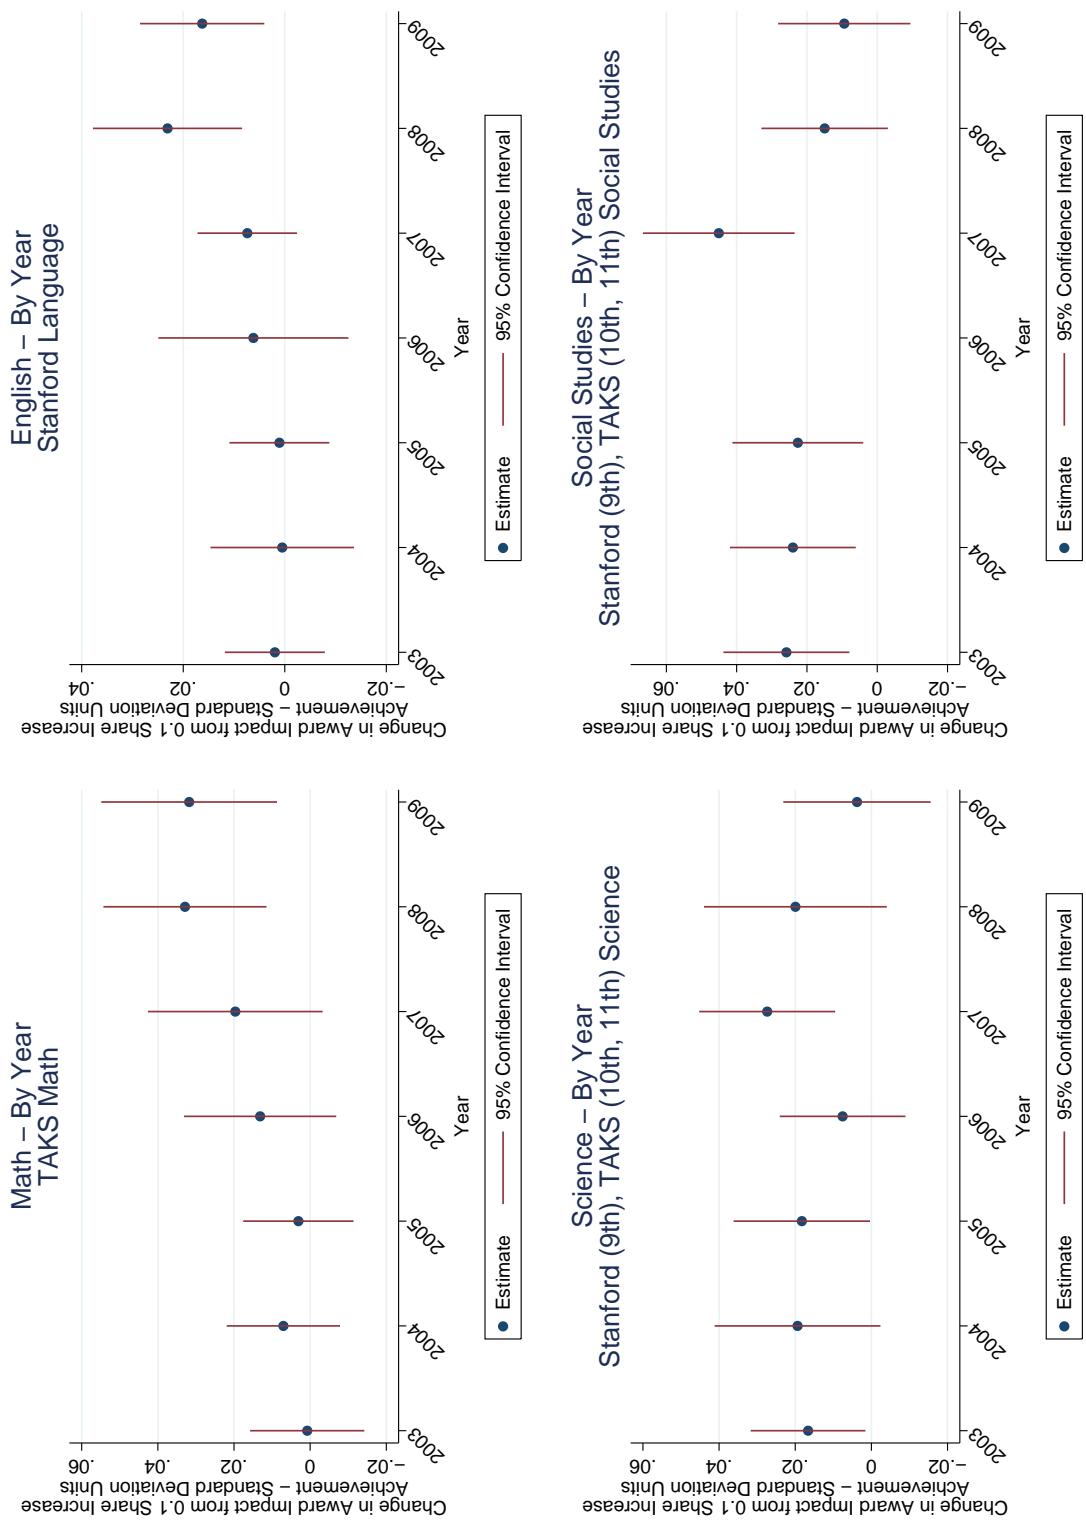 Math – By Year
TAKS Math
Change in Award Impact from 0.1 Share Increase
Achievement – Standard Deviation Units
.06
.04
.02
0
−.02
2003
2004
2005
2006
2007
2008
2009
Year
Estimate
95% Confidence Interval
English – By Year
Stanford Language
Change in Award Impact from 0.1 Share Increase
Achievement – Standard Deviation Units
.04
.02
0
−.02
2003
2004
2005
2006
2007
2008
2009
Year
Estimate
95% Confidence Interval
Science – By Year
Stanford (9th), TAKS (10th, 11th) Science
Change in Award Impact from 0.1 Share Increase
Achievement – Standard Deviation Units
.06
.04
.02
0
−.02
2003
2004
2005
2006
2007
2008
2009
Year
Estimate
95% Confidence Interval
Social Studies – By Year
Stanford (9th), TAKS (10th, 11th) Social Studies
Change in Award Impact from 0.1 Share Increase
Achievement – Standard Deviation Units
.06
.04
.02
0
−.02
2003
2004
2005
2006
2007
2008
2009
Year
Estimate
95% Confidence Interval